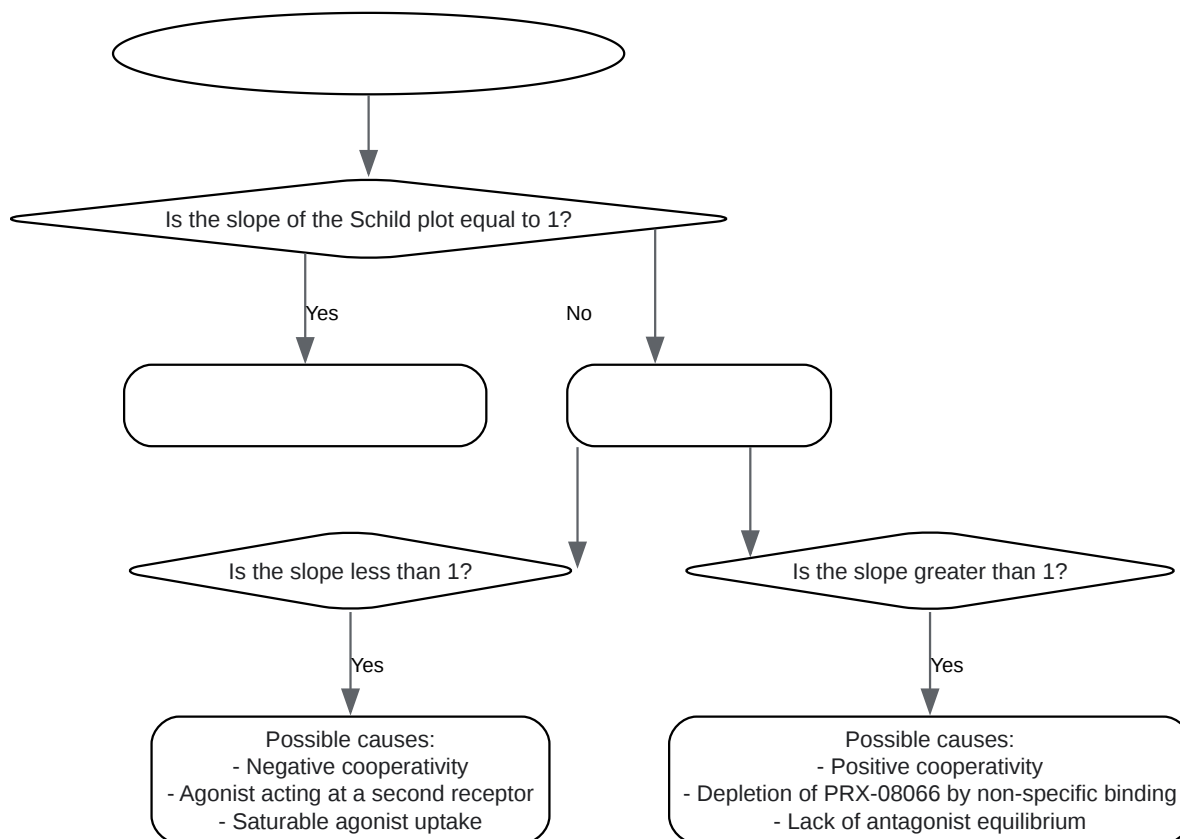 Is the slope of the Schild plot equal to 1?
Yes
No
Is the slope less than 1?
Is the slope greater than 1?
Yes
Yes
Possible causes:
- Negative cooperativity
- Agonist acting at a second receptor
- Saturable agonist uptake
Possible causes:
- Positive cooperativity
- Depletion of PRX-08066 by non-specific binding
- Lack of antagonist equilibrium